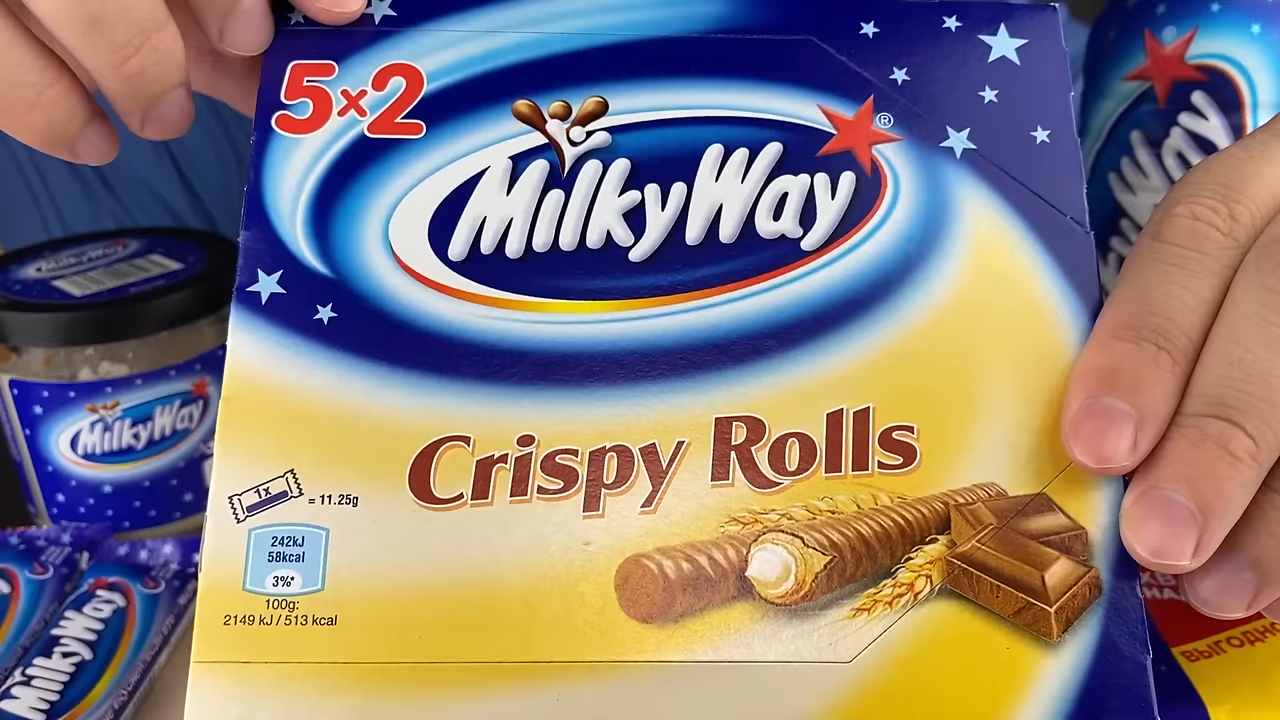 5×2
MilkyWay®
Crispy Rolls
1x
= 11.25g
242kJ
58kcal
3%*
100g:
2149 kJ / 513 kcal
MilkyWay
MilkyWay
MilkyWay
Way
ВЫГОДНО